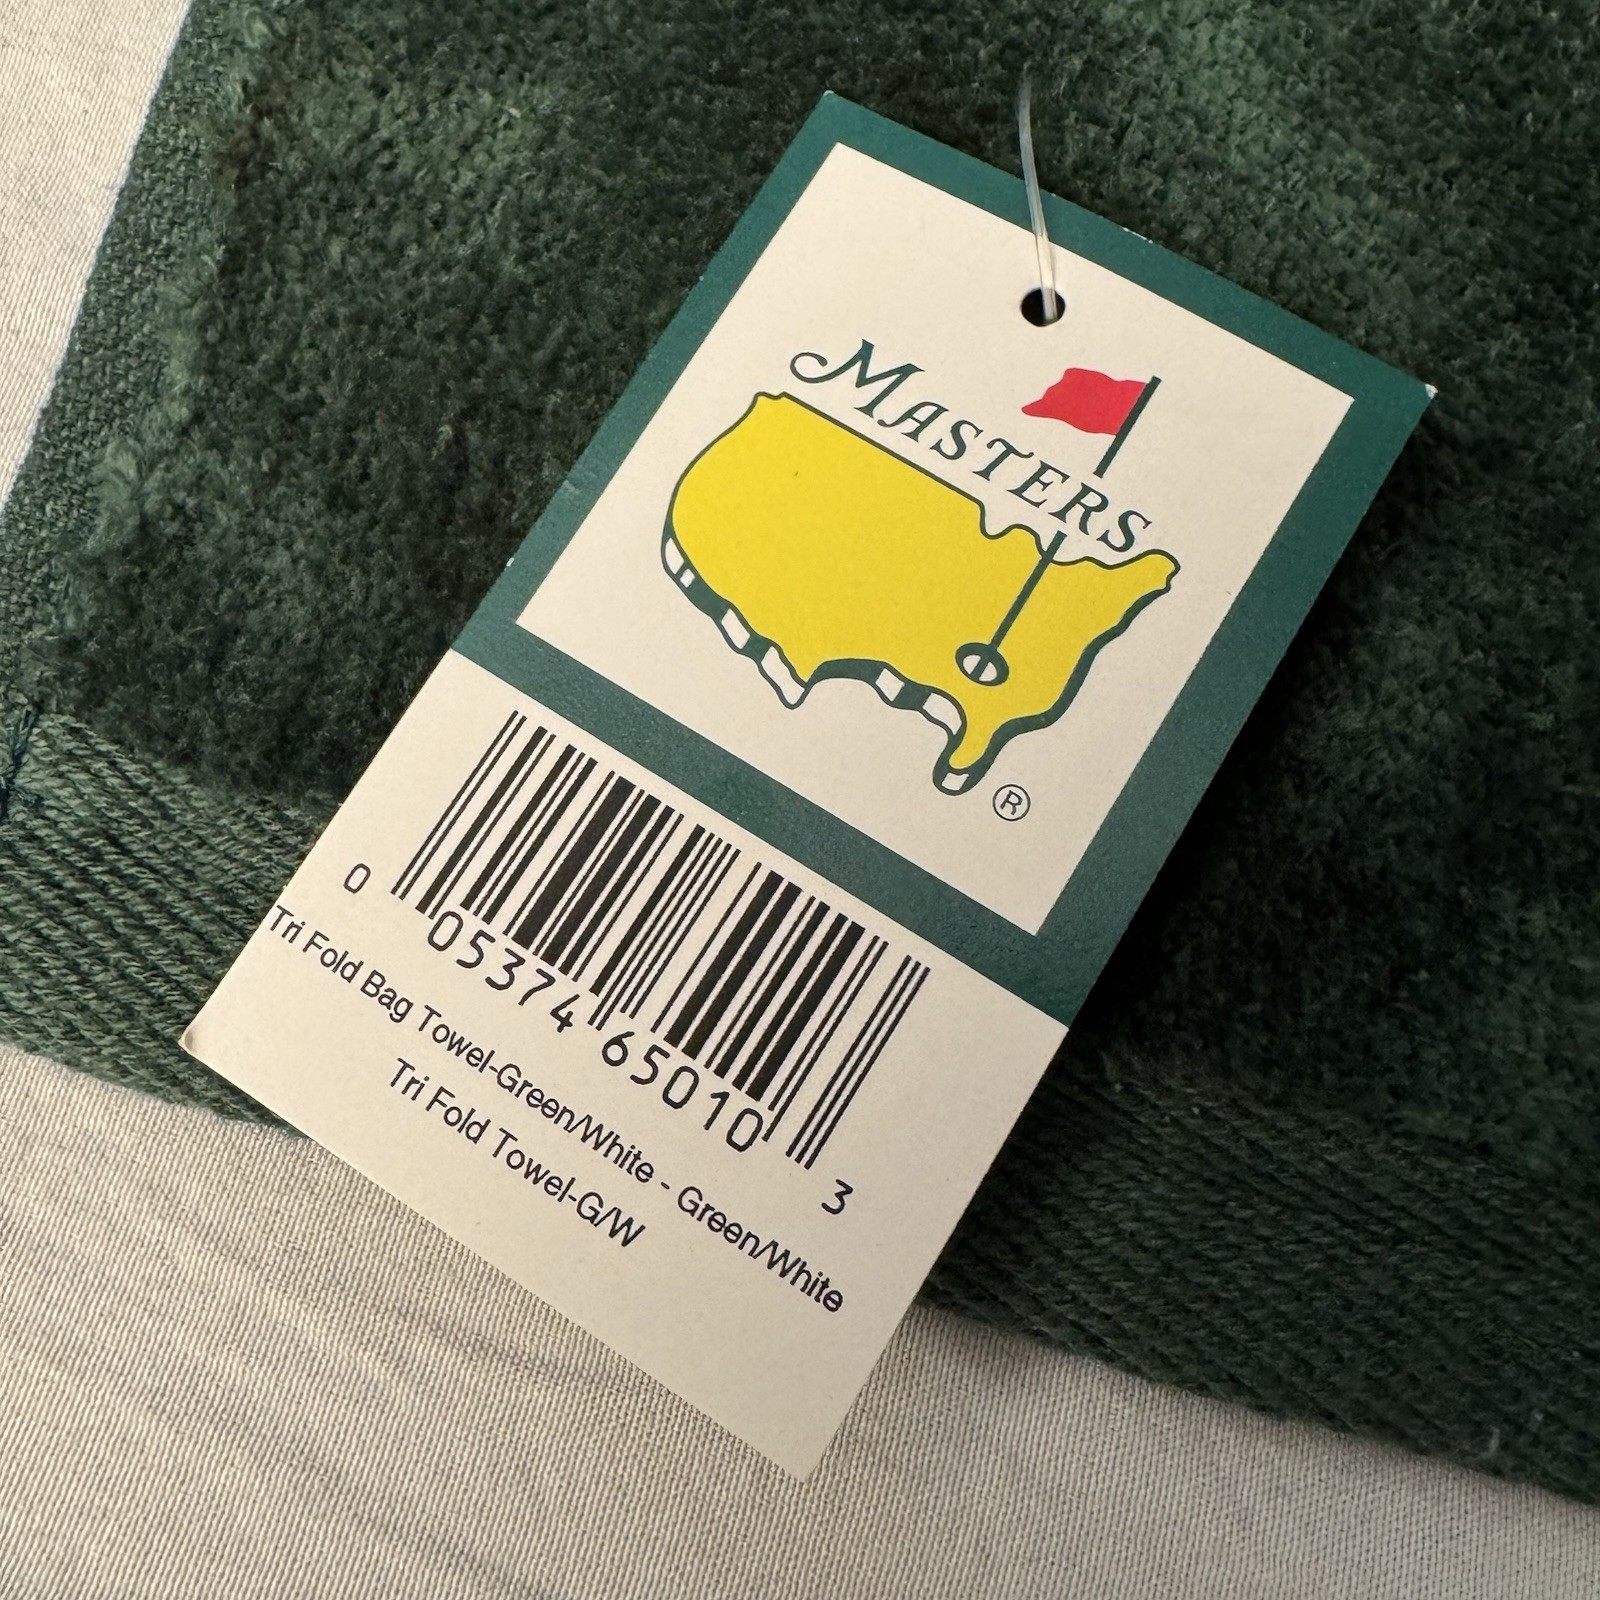 MASTERS
®
0 05374 65010 3
Tri Fold Bag Towel-Green/White - Green/White
Tri Fold Towel-G/W